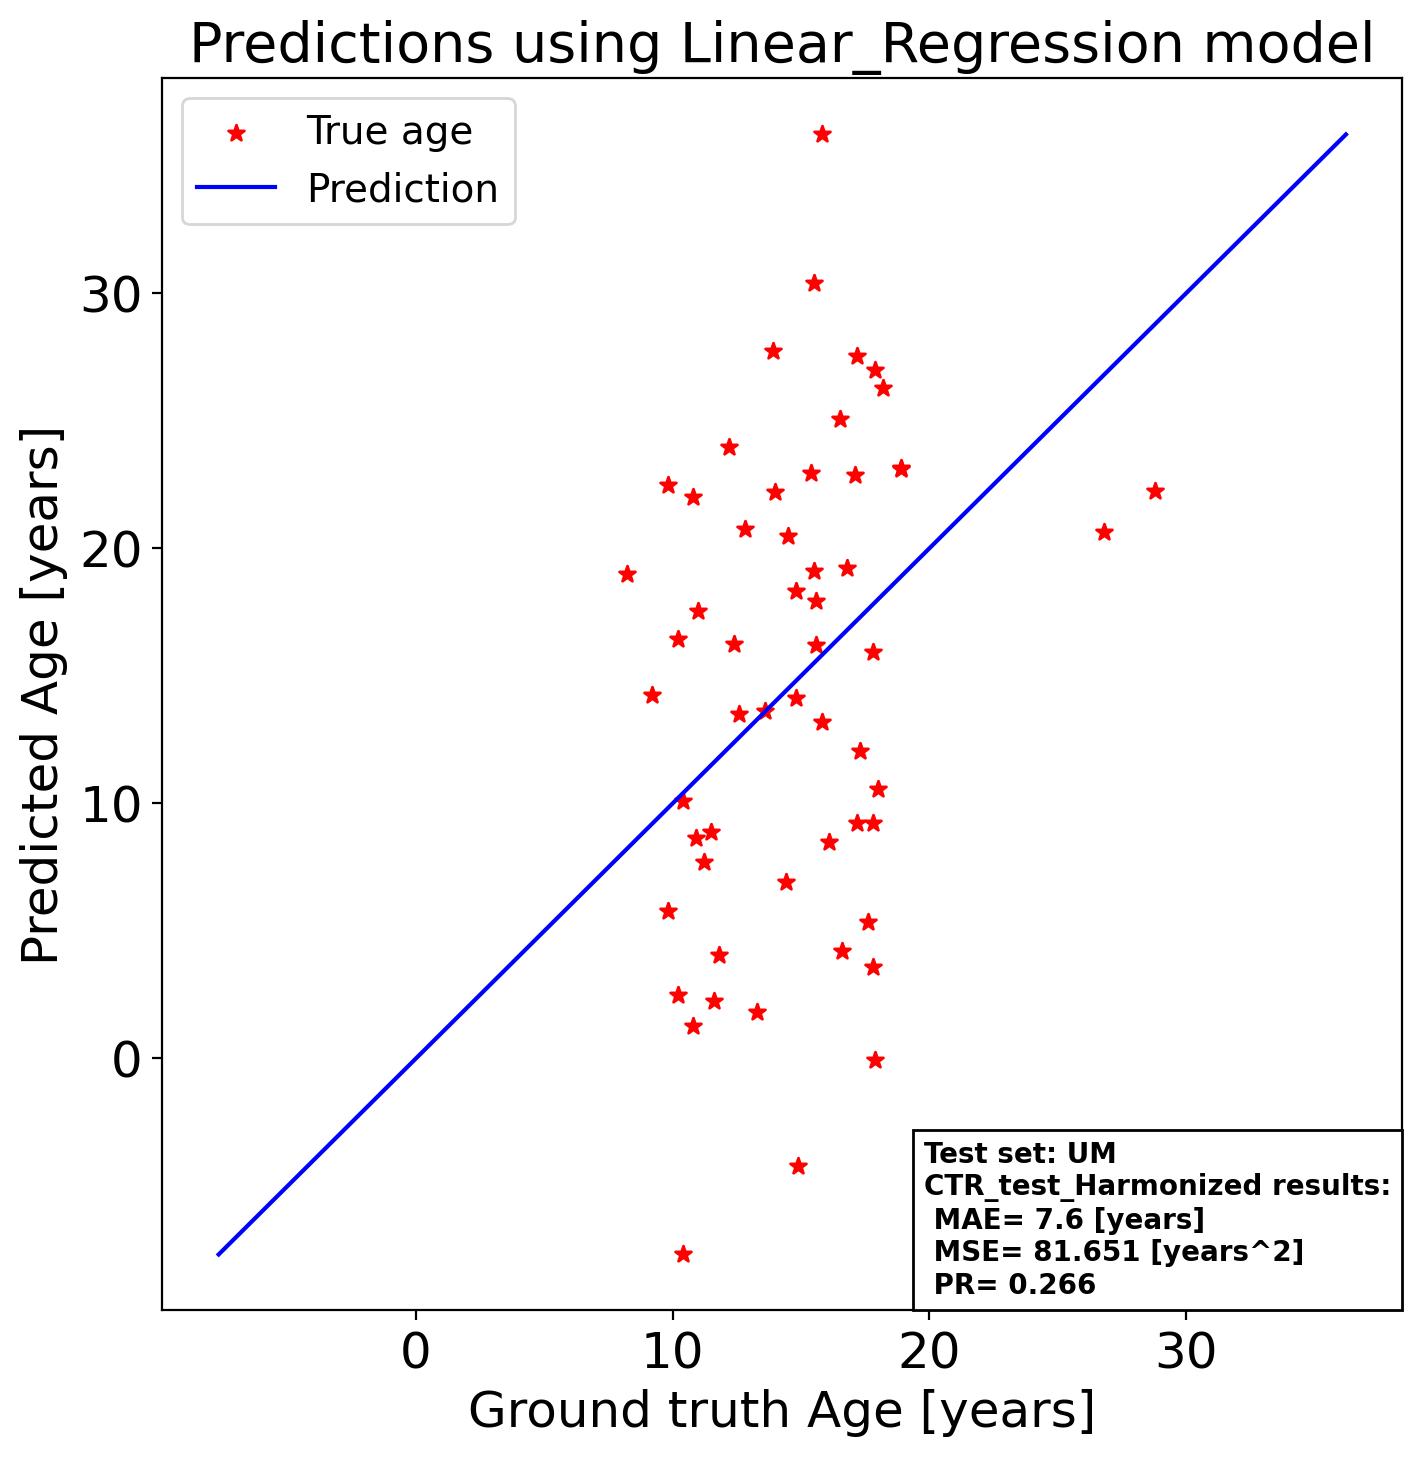 Predictions using Linear_Regression model
True age
Prediction
30
20
10
0
Predicted Age [years]
Test set: UM
CTR_test_Harmonized results:
MAE= 7.6 [years]
MSE= 81.651 [years^2]
PR= 0.266
0 10 20 30
Ground truth Age [years]